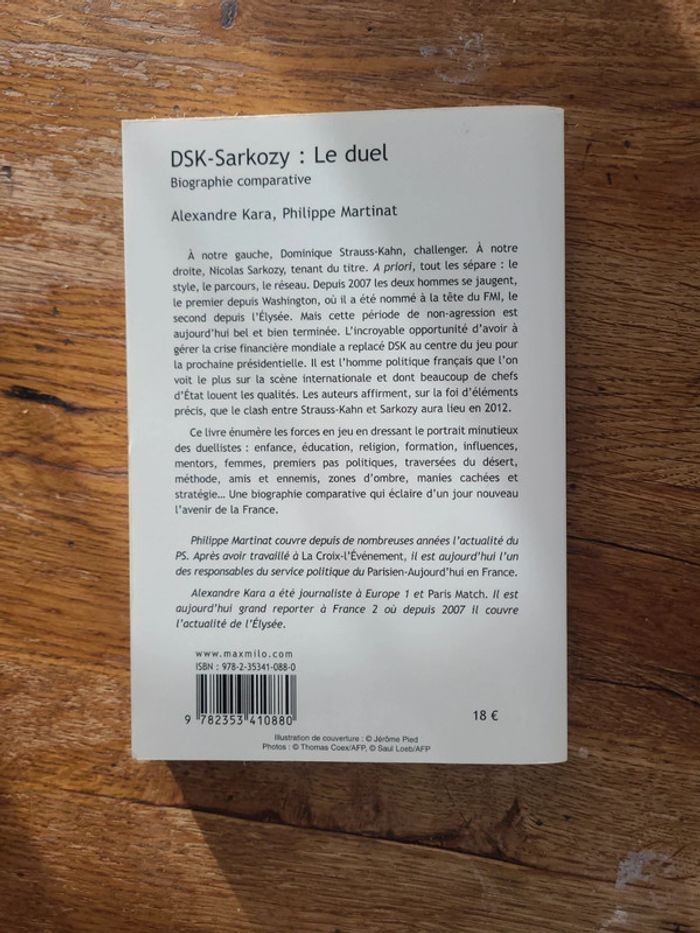 DSK-Sarkozy : Le duel
Biographie comparative
Alexandre Kara, Philippe Martinat
À notre gauche, Dominique Strauss-Kahn, challenger. À notre
droite, Nicolas Sarkozy, tenant du titre. A priori, tout les sépare : le
style, le parcours, le réseau. Depuis 2007 les deux hommes se jaugent,
le premier depuis Washington, où il a été nommé à la tête du FMI, le
second depuis l'Élysée. Mais cette période de non-agression est
aujourd'hui bel et bien terminée. L'incroyable opportunité d'avoir à
gérer la crise financière mondiale a replacé DSK au centre du jeu pour
la prochaine présidentielle. Il est l'homme politique français que l'on
voit le plus sur la scène internationale et dont beaucoup de chefs
d'État louent les qualités. Les auteurs affirment, sur la foi d'éléments
précis, que le clash entre Strauss-Kahn et Sarkozy aura lieu en 2012.
Ce livre énumère les forces en jeu en dressant le portrait minutieux
des duellistes : enfance, éducation, religion, formation, influences,
mentors, femmes, premiers pas politiques, traversées du désert,
méthode, amis et ennemis, zones d'ombre, manies cachées et
stratégie... Une biographie comparative qui éclaire d'un jour nouveau
l'avenir de la France.
Philippe Martinat couvre depuis de nombreuses années l'actualité du
PS. Après avoir travaillé à La Croix-l'Événement, il est aujourd'hui l'un
des responsables du service politique du Parisien-Aujourd'hui en France.
Alexandre Kara a été journaliste à Europe 1 et Paris Match. Il est
aujourd'hui grand reporter à France 2 où depuis 2007 il couvre
l'actualité de l'Élysée.
www.maxmilo.com
ISBN : 978-2-35341-088-0
9 782353 410880
18 €
Illustration de couverture : © Jérôme Pied
Photos : © Thomas Coex/AFP, © Saul Loeb/AFP